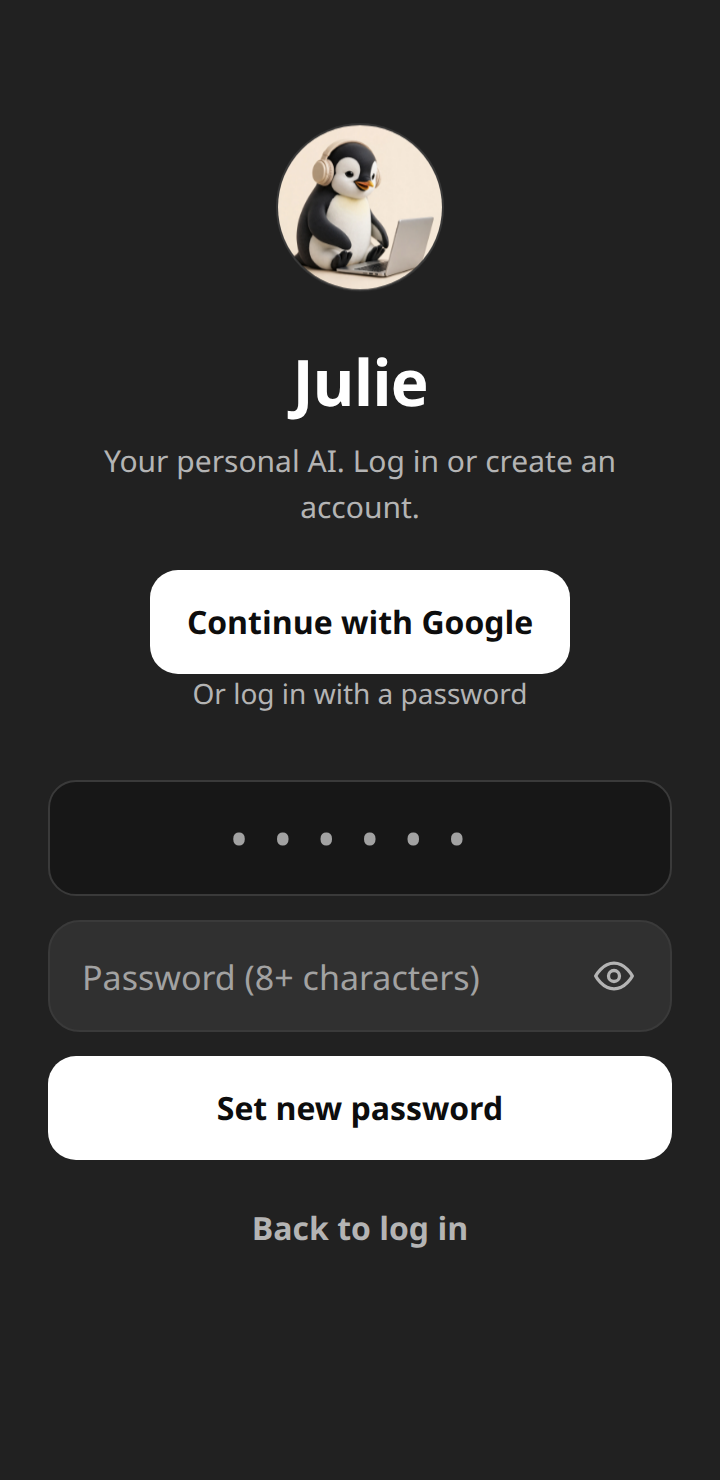 Julie
Your personal AI. Log in or create an
account.
Continue with Google
Or log in with a password
• • • • • •
Password (8+ characters)
Set new password
Back to log in